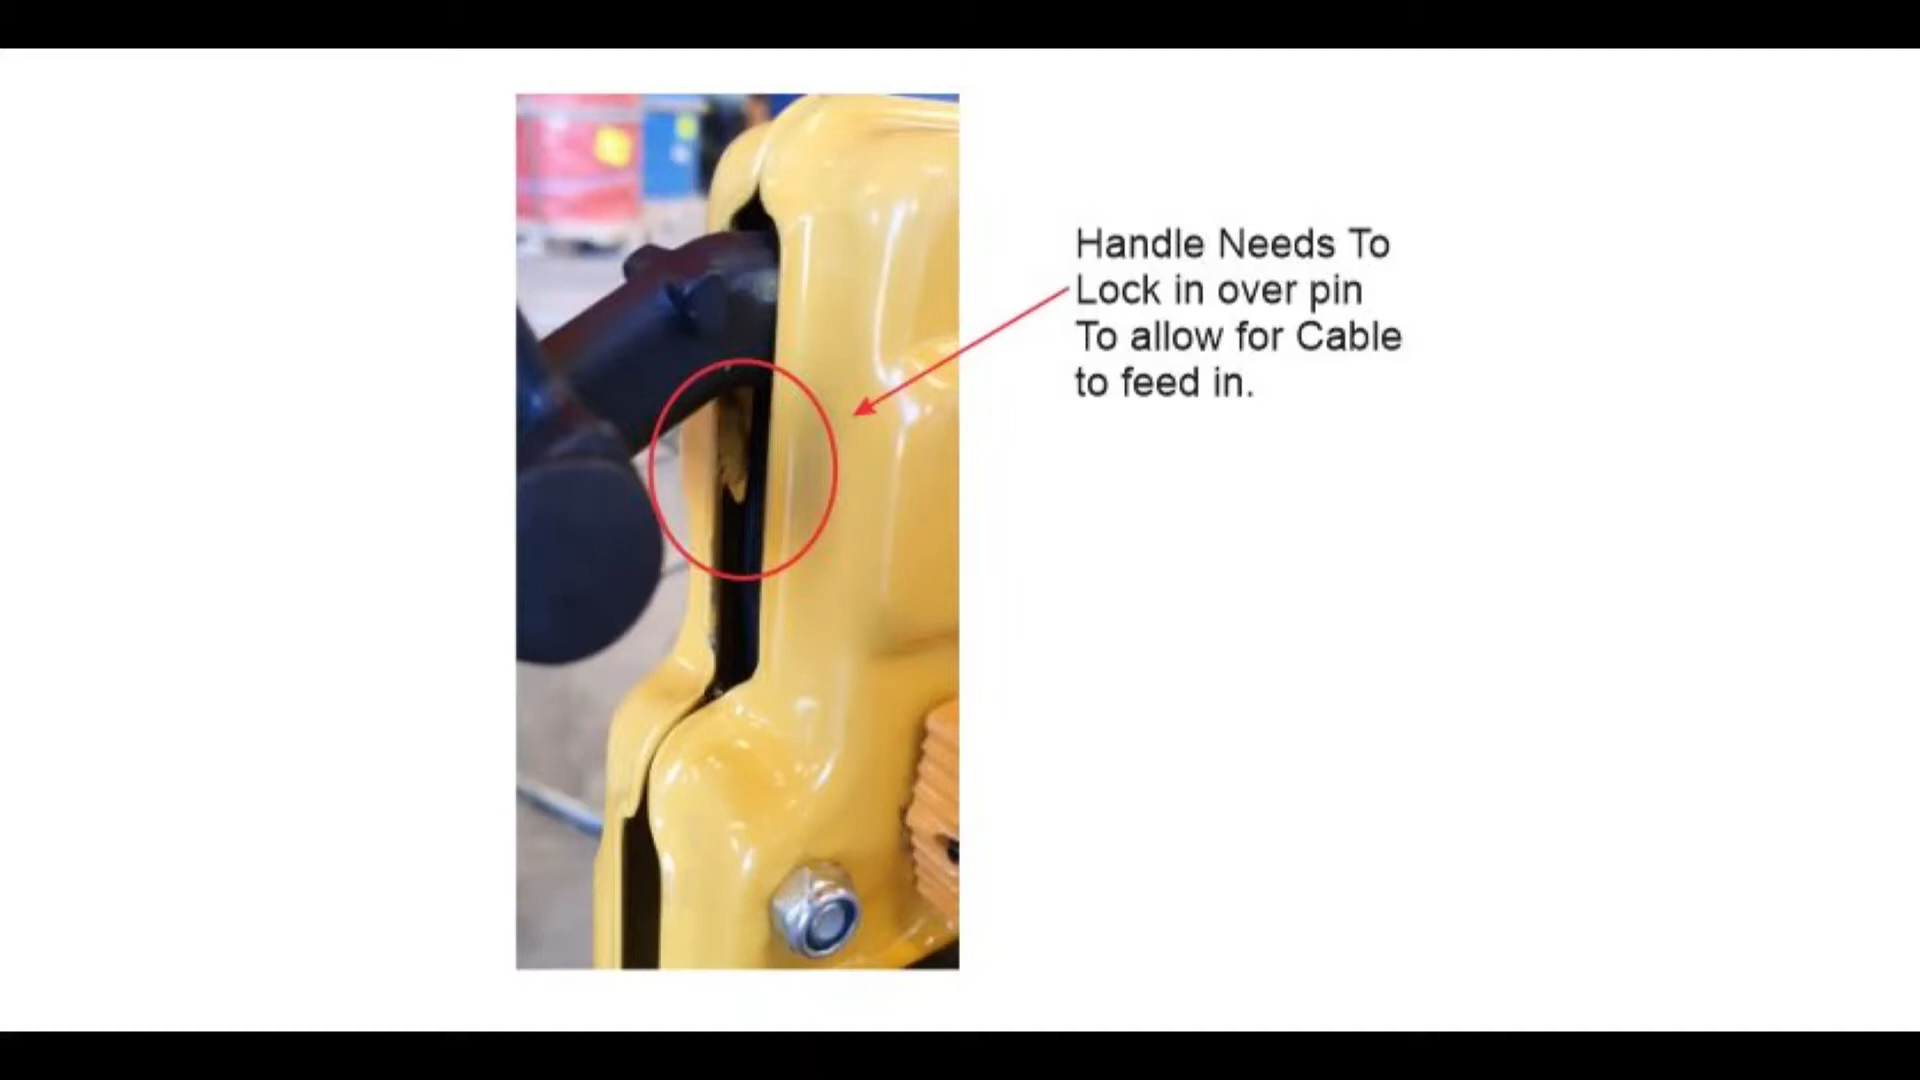 Handle Needs To
Lock in over pin
To allow for Cable
to feed in.